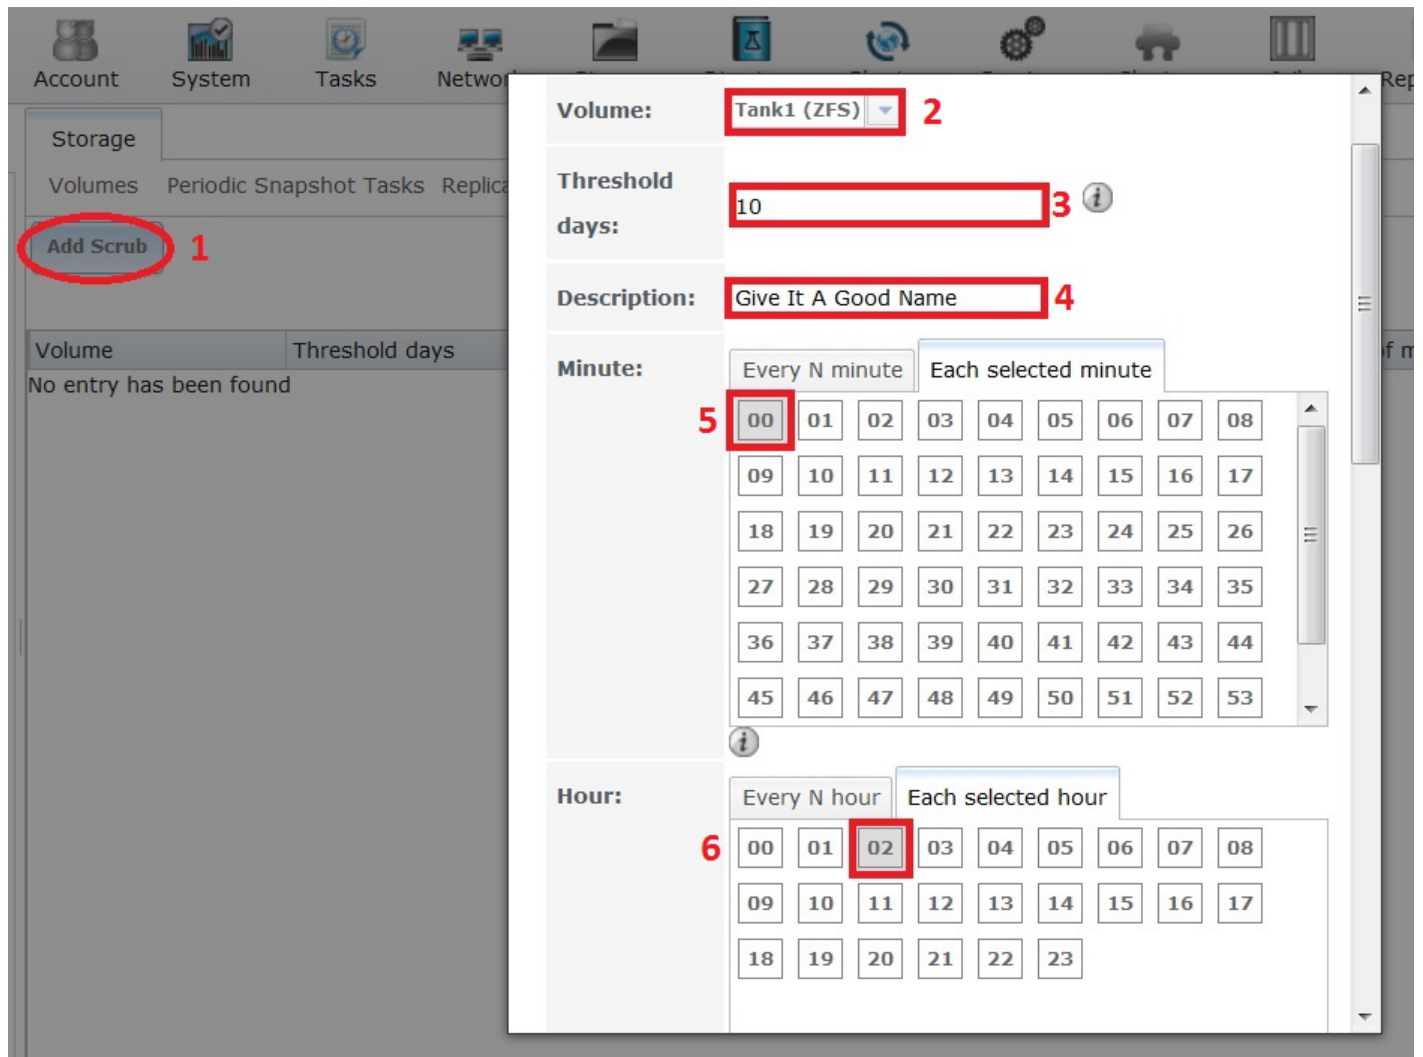 Account System Tasks Networ Rep
Storage
Volumes Periodic Snapshot Tasks Replica
Add Scrub 1
Volume Threshold days f m
No entry has been found
Volume: Tank1 (ZFS) 2
Threshold days: 10 3
Description: Give It A Good Name 4
Minute: Every N minute Each selected minute
5 00 01 02 03 04 05 06 07 08
09 10 11 12 13 14 15 16 17
18 19 20 21 22 23 24 25 26
27 28 29 30 31 32 33 34 35
36 37 38 39 40 41 42 43 44
45 46 47 48 49 50 51 52 53
Hour: Every N hour Each selected hour
6 00 01 02 03 04 05 06 07 08
09 10 11 12 13 14 15 16 17
18 19 20 21 22 23